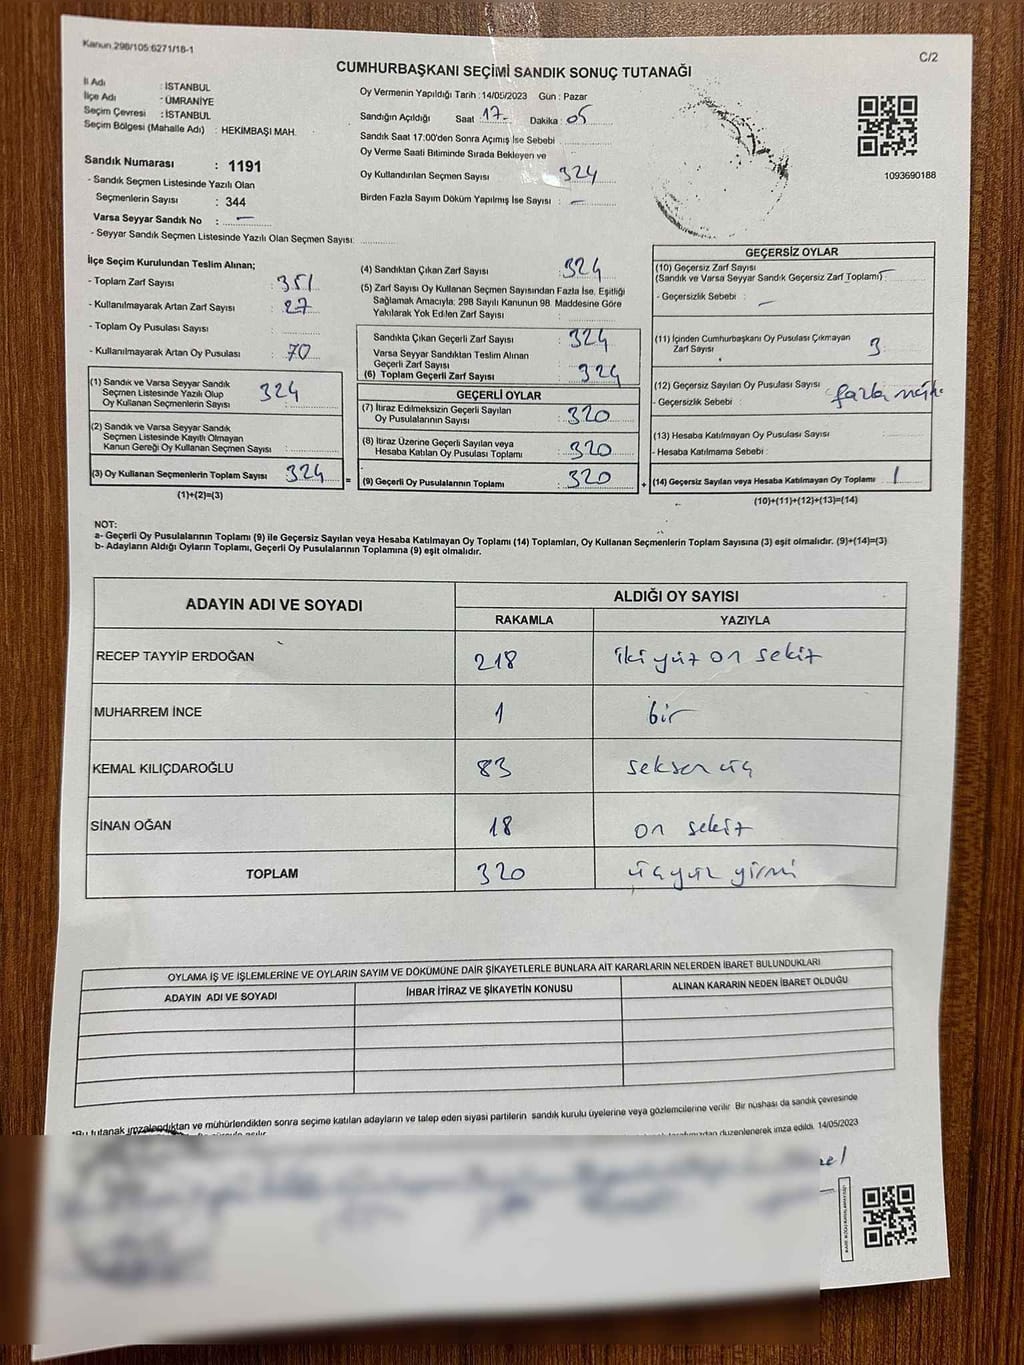 Kanun 298/105:6271/18-1
C/2
CUMHURBAŞKANI SEÇİMİ SANDIK SONUÇ TUTANAĞI
İl Adı : İSTANBUL
İlçe Adı : ÜMRANİYE
Seçim Çevresi : İSTANBUL
Seçim Bölgesi (Mahalle Adı) : HEKİMBAŞI MAH.
Sandık Numarası : 1191
- Sandık Seçmen Listesinde Yazılı Olan
Seçmenlerin Sayısı : 344
Varsa Seyyar Sandık No : —
- Seyyar Sandık Seçmen Listesinde Yazılı Olan Seçmen Sayısı:
Oy Vermenin Yapıldığı Tarih : 14/05/2023 Gün : Pazar
Sandığın Açıldığı Saat 17 Dakika : 05
Sandık Saat 17:00'den Sonra Açımış İse Sebebi
Oy Verme Saati Bitiminde Sırada Bekleyen ve
Oy Kullandırılan Seçmen Sayısı : 324
Birden Fazla Sayım Döküm Yapılmış İse Sayısı : —
1093690188
İlçe Seçim Kurulundan Teslim Alınan;
- Toplam Zarf Sayısı : 351
- Kullanılmayarak Artan Zarf Sayısı : 27
- Toplam Oy Pusulası Sayısı :
- Kullanılmayarak Artan Oy Pusulası : 70
(1) Sandık ve Varsa Seyyar Sandık
Seçmen Listesinde Yazılı Olup
Oy Kullanan Seçmenlerin Sayısı : 324
(2) Sandık ve Varsa Seyyar Sandık
Seçmen Listesinde Kayıtlı Olmayan
Kanun Gereği Oy Kullanan Seçmen Sayısı :
(3) Oy Kullanan Seçmenlerin Toplam Sayısı : 324
(1)+(2)=(3)
(4) Sandıktan Çıkan Zarf Sayısı : 324
(5) Zarf Sayısı Oy Kullanan Seçmen Sayısından Fazla İse, Eşitliği
Sağlamak Amacıyla; 298 Sayılı Kanunun 98. Maddesine Göre
Yakılarak Yok Edilen Zarf Sayısı :
Sandıkta Çıkan Geçerli Zarf Sayısı : 324
Varsa Seyyar Sandıktan Teslim Alınan
Geçerli Zarf Sayısı :
(6) Toplam Geçerli Zarf Sayısı : 324
GEÇERLİ OYLAR
(7) İtiraz Edilmeksizin Geçerli Sayılan
Oy Pusulalarının Sayısı : 320
(8) İtiraz Üzerine Geçerli Sayılan veya
Hesaba Katılan Oy Pusulası Toplamı : 320
= (9) Geçerli Oy Pusulalarının Toplamı : 320
GEÇERSİZ OYLAR
(10) Geçersiz Zarf Sayısı
(Sandık ve Varsa Seyyar Sandık Geçersiz Zarf Toplamı) :
- Geçersizlik Sebebi : —
(11) İçinden Cumhurbaşkanı Oy Pusulası Çıkmayan
Zarf Sayısı : 3
(12) Geçersiz Sayılan Oy Pusulası Sayısı :
- Geçersizlik Sebebi : fazla
(13) Hesaba Katılmayan Oy Pusulası Sayısı :
- Hesaba Katılmama Sebebi :
+ (14) Geçersiz Sayılan veya Hesaba Katılmayan Oy Toplamı : 1
(10)+(11)+(12)+(13)=(14)
NOT:
a- Geçerli Oy Pusulalarının Toplamı (9) ile Geçersiz Sayılan veya Hesaba Katılmayan Oy Toplamı (14) Toplamları, Oy Kullanan Seçmenlerin Toplam Sayısına (3) eşit olmalıdır. (9)+(14)=(3)
b- Adayların Aldığı Oyların Toplamı, Geçerli Oy Pusulalarının Toplamına (9) eşit olmalıdır.
ADAYIN ADI VE SOYADI
ALDIĞI OY SAYISI
RAKAMLA YAZIYLA
RECEP TAYYİP ERDOĞAN 218 iki yüz on sekiz
MUHARREM İNCE 1 bir
KEMAL KILIÇDAROĞLU 83 seksen üç
SİNAN OĞAN 18 on sekiz
TOPLAM 320 üçyüz yirmi
OYLAMA İŞ VE İŞLEMLERİNE VE OYLARIN SAYIM VE DÖKÜMÜNE DAİR ŞİKAYETLERLE BUNLARA AİT KARARLARIN NELERDEN İBARET BULUNDUKLARI
ADAYIN ADI VE SOYADI İHBAR İTİRAZ VE ŞİKAYETİN KONUSU ALINAN KARARIN NEDEN İBARET OLDUĞU
*Bu tutanak imzalandıktan ve mühürlendikten sonra seçime katılan adayların ve talep eden siyasi partilerin sandık kurulu üyelerine veya gözlemcilerine verilir Bir nüshası da sandık çevresinde
düzenlenerek imza edildi. 14/05/2023